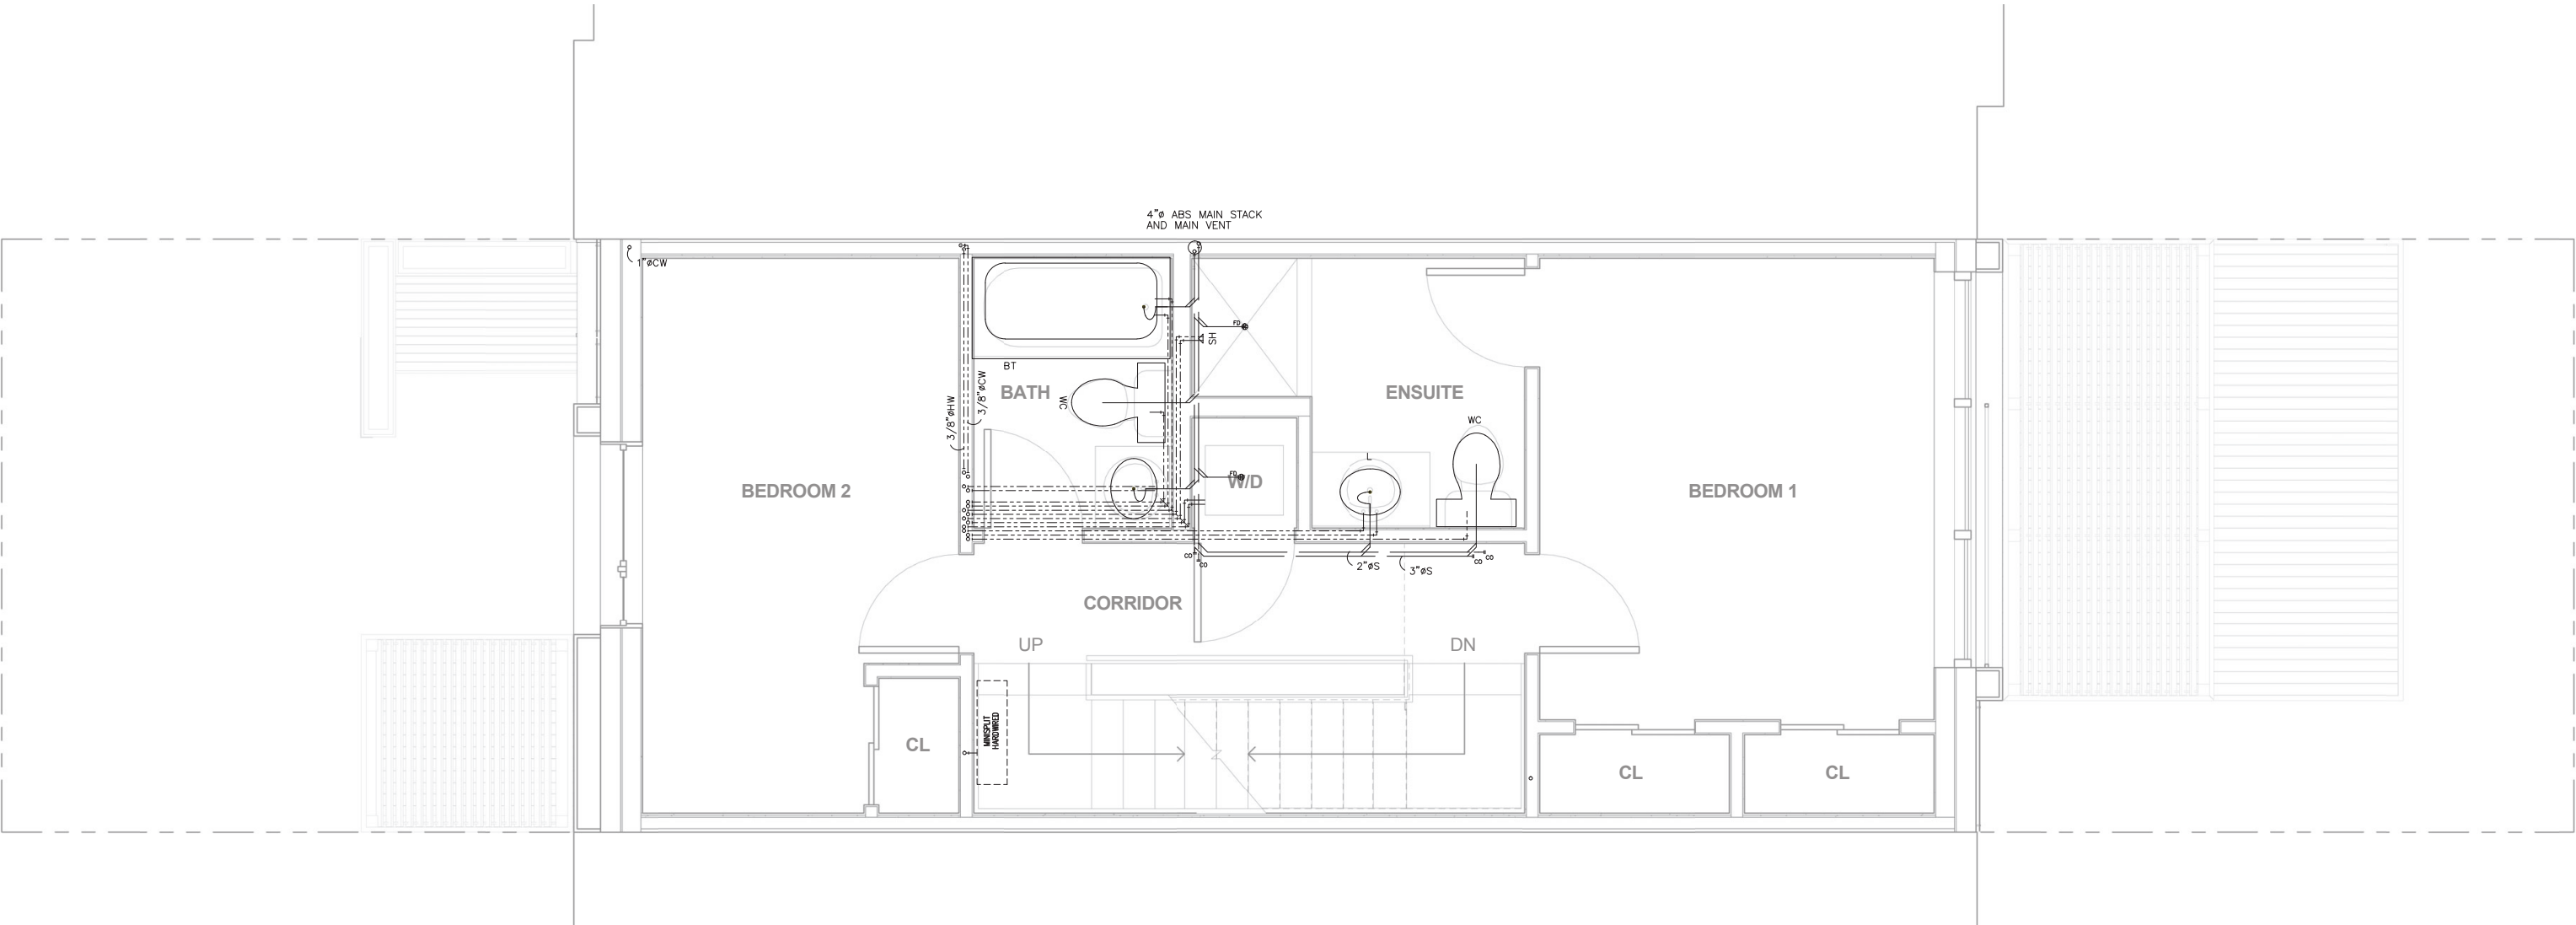 4"ø ABS MAIN STACK
AND MAIN VENT
1"øCW
BT
SH
FD
BATH
WC
3/8"øCW
3/8"øHW
ENSUITE
WC
L
FD
W/D
BEDROOM 2
BEDROOM 1
CO
CO
2"øS
3"øS
CO
CO
CORRIDOR
UP
DN
MINISPLIT
HARDWIRED
CL
CL
CL